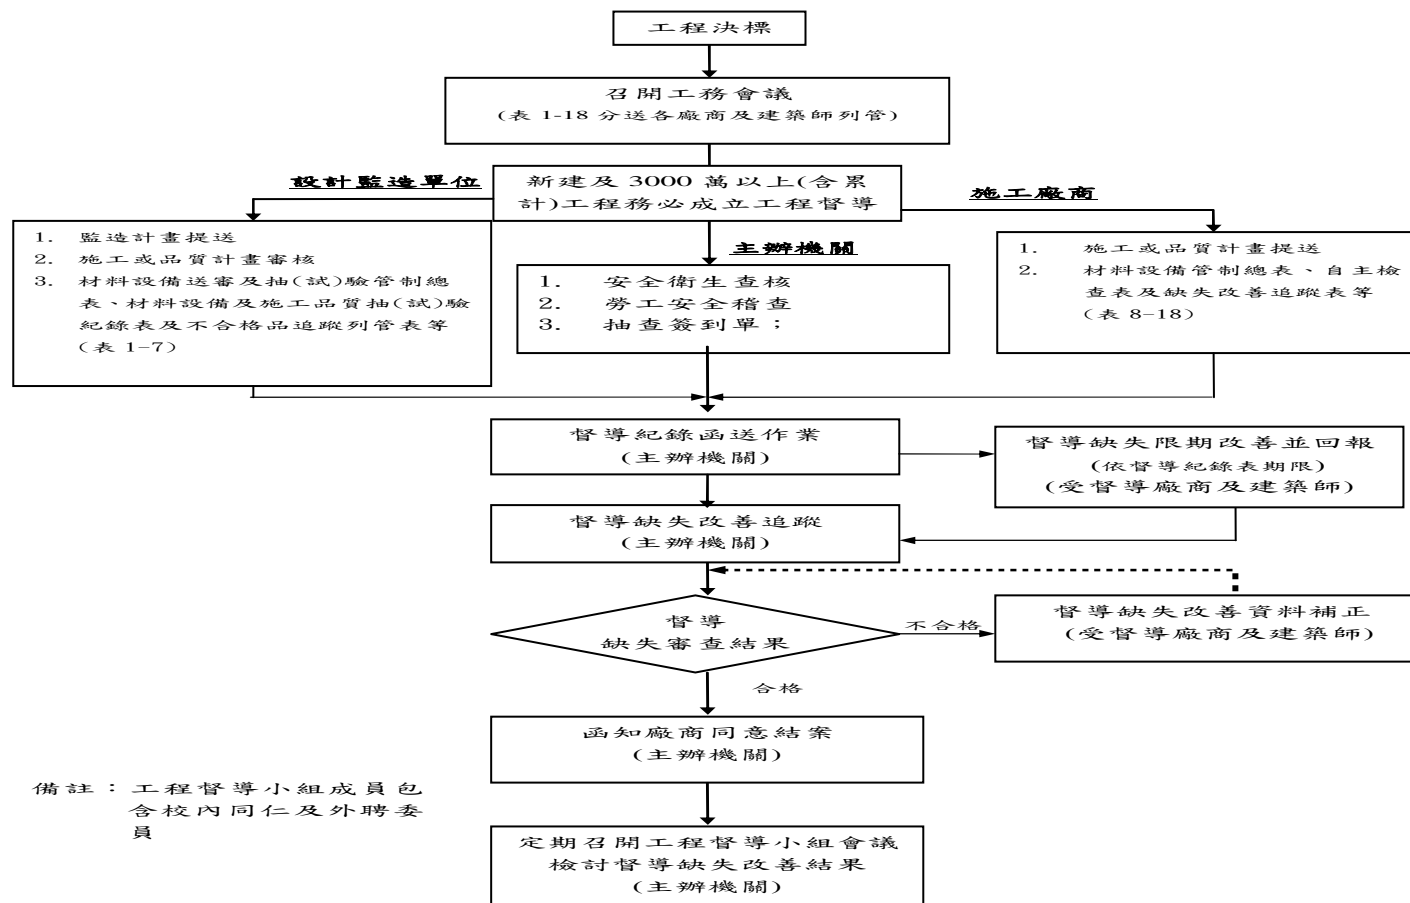 工程決標
召開工務會議
(表 1-18 分送各廠商及建築師列管)
設計監造單位
新建及 3000 萬以上(含累
計)工程務必成立工程督導
施工廠商
主辦機關
1. 監造計畫提送
2. 施工或品質計畫審核
3. 材料設備送審及抽(試)驗管制總
表、材料設備及施工品質抽(試)驗
紀錄表及不合格品追蹤列管表等
(表 1-7)
1. 安全衛生查核
2. 勞工安全稽查
3. 抽查簽到單；
1. 施工或品質計畫提送
2. 材料設備管制總表、自主檢
查表及缺失改善追蹤表等
(表 8-18)
督導紀錄函送作業
(主辦機關)
督導缺失限期改善並回報
(依督導紀錄表期限)
(受督導廠商及建築師)
督導缺失改善追蹤
(主辦機關)
督導
缺失審查結果
不合格
督導缺失改善資料補正
(受督導廠商及建築師)
合格
函知廠商同意結案
(主辦機關)
備註：工程督導小組成員包
含校內同仁及外聘委
員
定期召開工程督導小組會議
檢討督導缺失改善結果
(主辦機關)